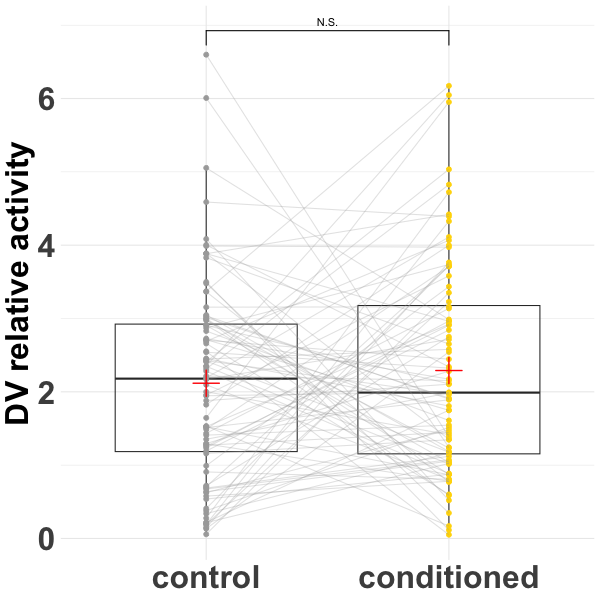 N.S.
DV relative activity
6
4
2
0
control
conditioned